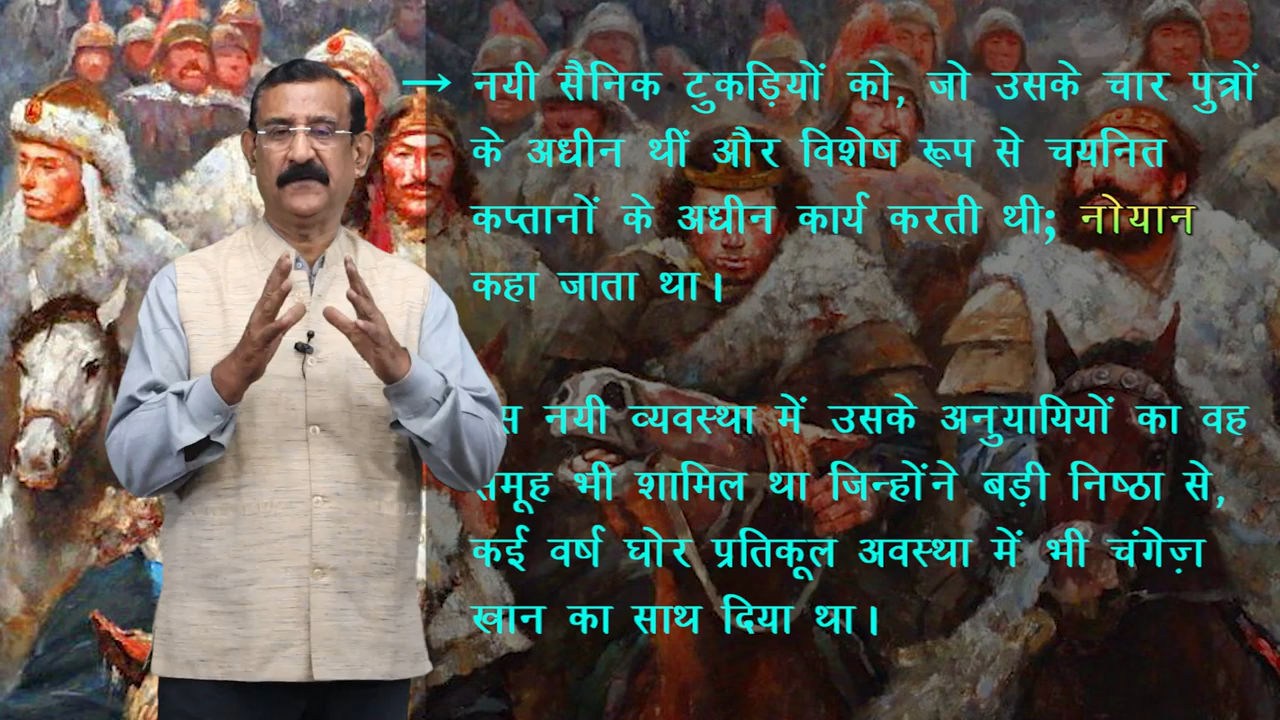 → नयी सैनिक टुकड़ियों को, जो उसके चार पुत्रों
के अधीन थीं और विशेष रूप से चयनित
कप्तानों के अधीन कार्य करती थी; नोयान
कहा जाता था।
नयी व्यवस्था में उसके अनुयायियों का वह
समूह भी शामिल था जिन्होंने बड़ी निष्ठा से,
कई वर्ष घोर प्रतिकूल अवस्था में भी चंगेज़
खान का साथ दिया था।